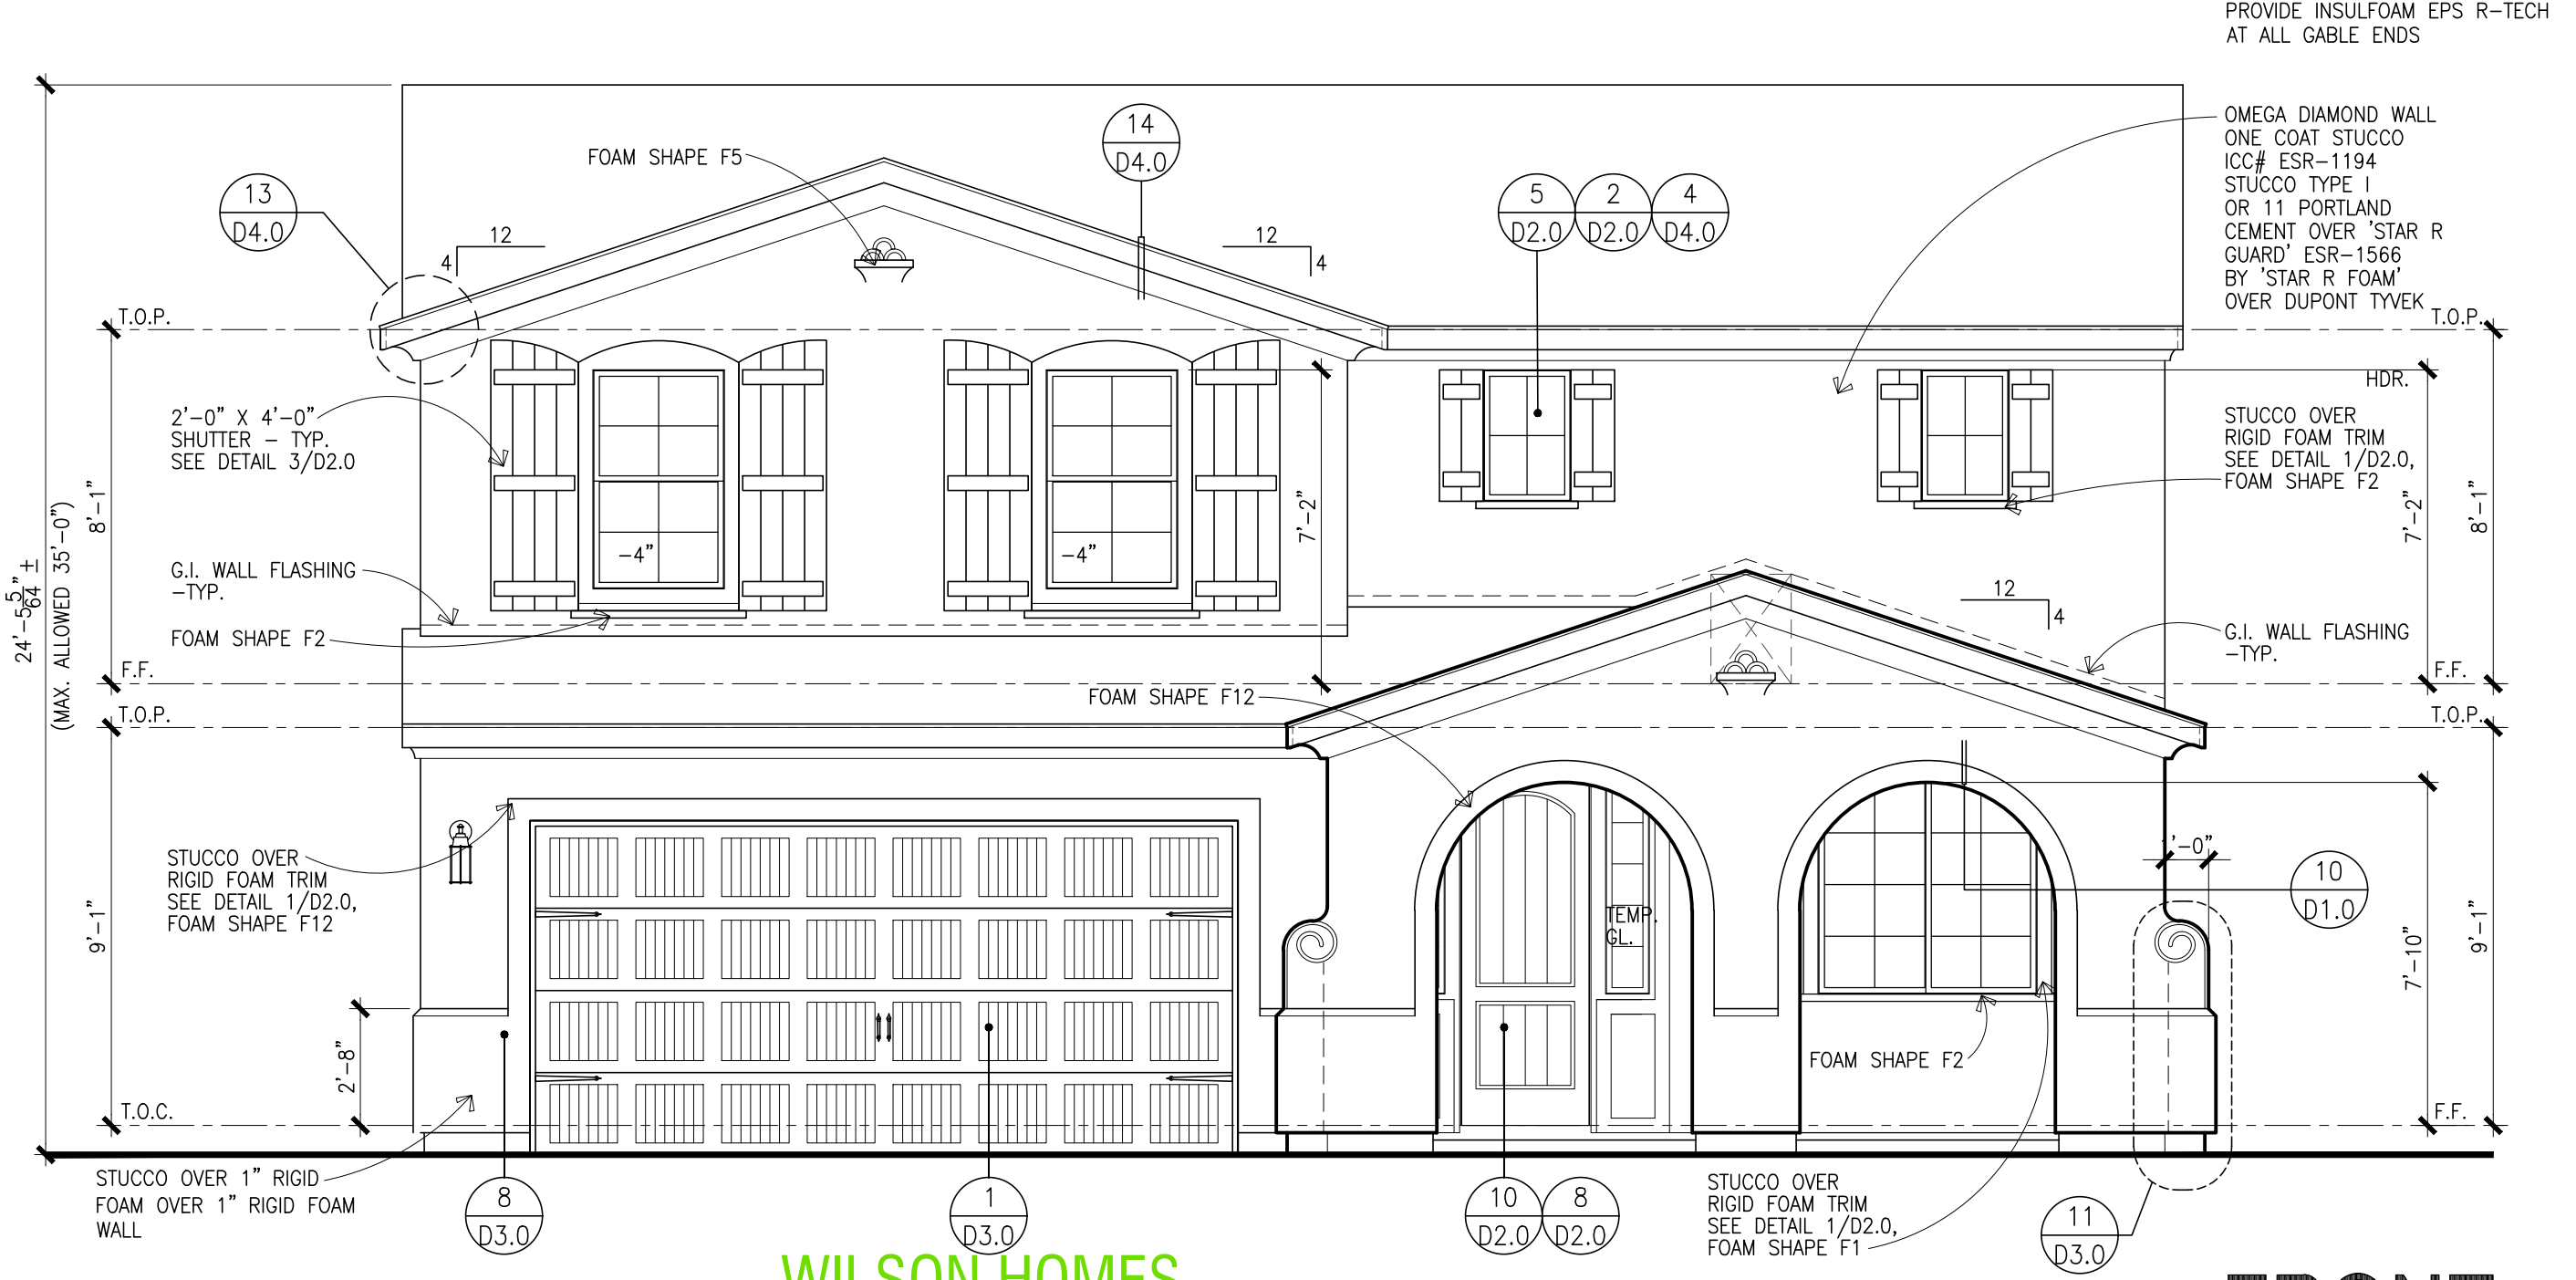 PROVIDE INSULFOAM EPS R-TECH
AT ALL GABLE ENDS
OMEGA DIAMOND WALL
ONE COAT STUCCO
ICC# ESR-1194
STUCCO TYPE I
OR 11 PORTLAND
CEMENT OVER 'STAR R
GUARD' ESR-1566
BY 'STAR R FOAM'
OVER DUPONT TYVEK
FOAM SHAPE F5
14
D4.0
13
D4.0
5
D2.0
2
D2.0
4
D4.0
12
4
12
4
T.O.P.
T.O.P.
HDR.
2'-0" X 4'-0"
SHUTTER - TYP.
SEE DETAIL 3/D2.0
STUCCO OVER
RIGID FOAM TRIM
SEE DETAIL 1/D2.0,
FOAM SHAPE F2
8'-1"
7'-2"
7'-2"
8'-1"
-4"
-4"
24'-5 5/64" ±
(MAX. ALLOWED 35'-0")
G.I. WALL FLASHING
-TYP.
FOAM SHAPE F2
12
4
G.I. WALL FLASHING
-TYP.
F.F.
F.F.
FOAM SHAPE F12
T.O.P.
T.O.P.
STUCCO OVER
RIGID FOAM TRIM
SEE DETAIL 1/D2.0,
FOAM SHAPE F12
'-0"
10
D1.0
TEMP.
GL.
9'-1"
7'-10"
9'-1"
2'-8"
FOAM SHAPE F2
T.O.C.
F.F.
STUCCO OVER 1" RIGID
FOAM OVER 1" RIGID FOAM
WALL
8
D3.0
1
D3.0
10
D2.0
8
D2.0
STUCCO OVER
RIGID FOAM TRIM
SEE DETAIL 1/D2.0,
FOAM SHAPE F1
11
D3.0
WILSON HOMES
FRONT